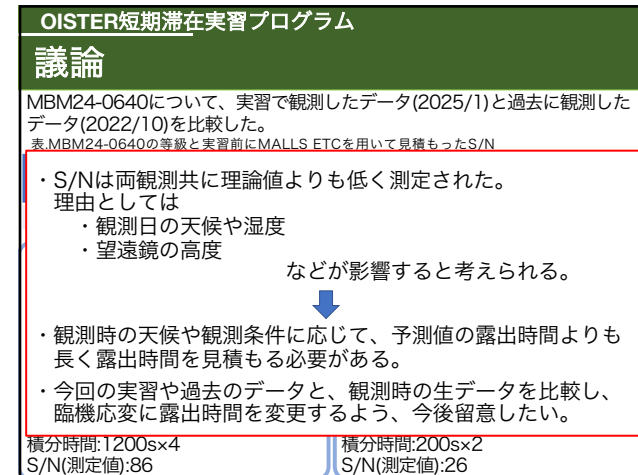 OISTER短期滞在実習プログラム
議論
MBM24-0640について、実習で観測したデータ(2025/1)と過去に観測した
データ(2022/10)を比較した。
表.MBM24-0640の等級と実習前にMALLS ETCを用いて見積もったS/N
・S/Nは両観測共に理論値よりも低く測定された。
理由としては
・観測日の天候や湿度
・望遠鏡の高度
などが影響すると考えられる。
・観測時の天候や観測条件に応じて、予測値の露出時間よりも
長く露出時間を見積もる必要がある。
・今回の実習や過去のデータと、観測時の生データを比較し、
臨機応変に露出時間を変更するよう、今後留意したい。
積分時間:1200s×4
S/N(測定値):86
積分時間:200s×2
S/N(測定値):26